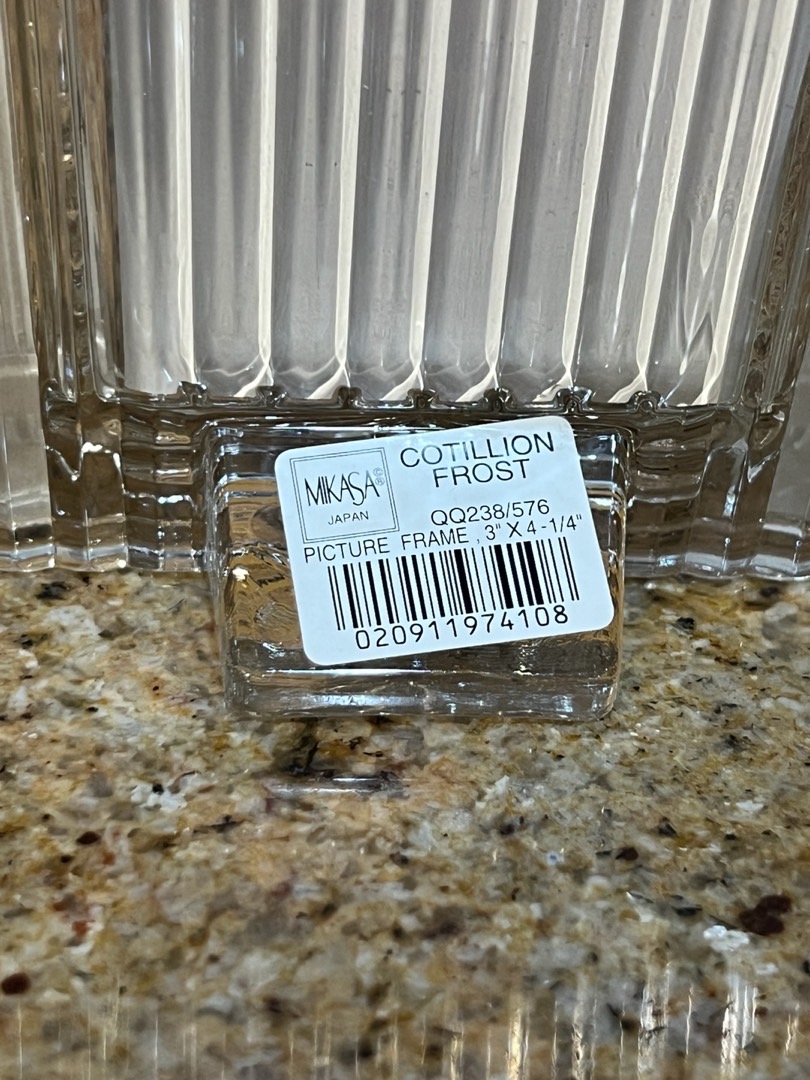 MIKASA ©®
JAPAN
COTILLION
FROST
QQ238/576
PICTURE FRAME , 3" X 4-1/4"
020911974108